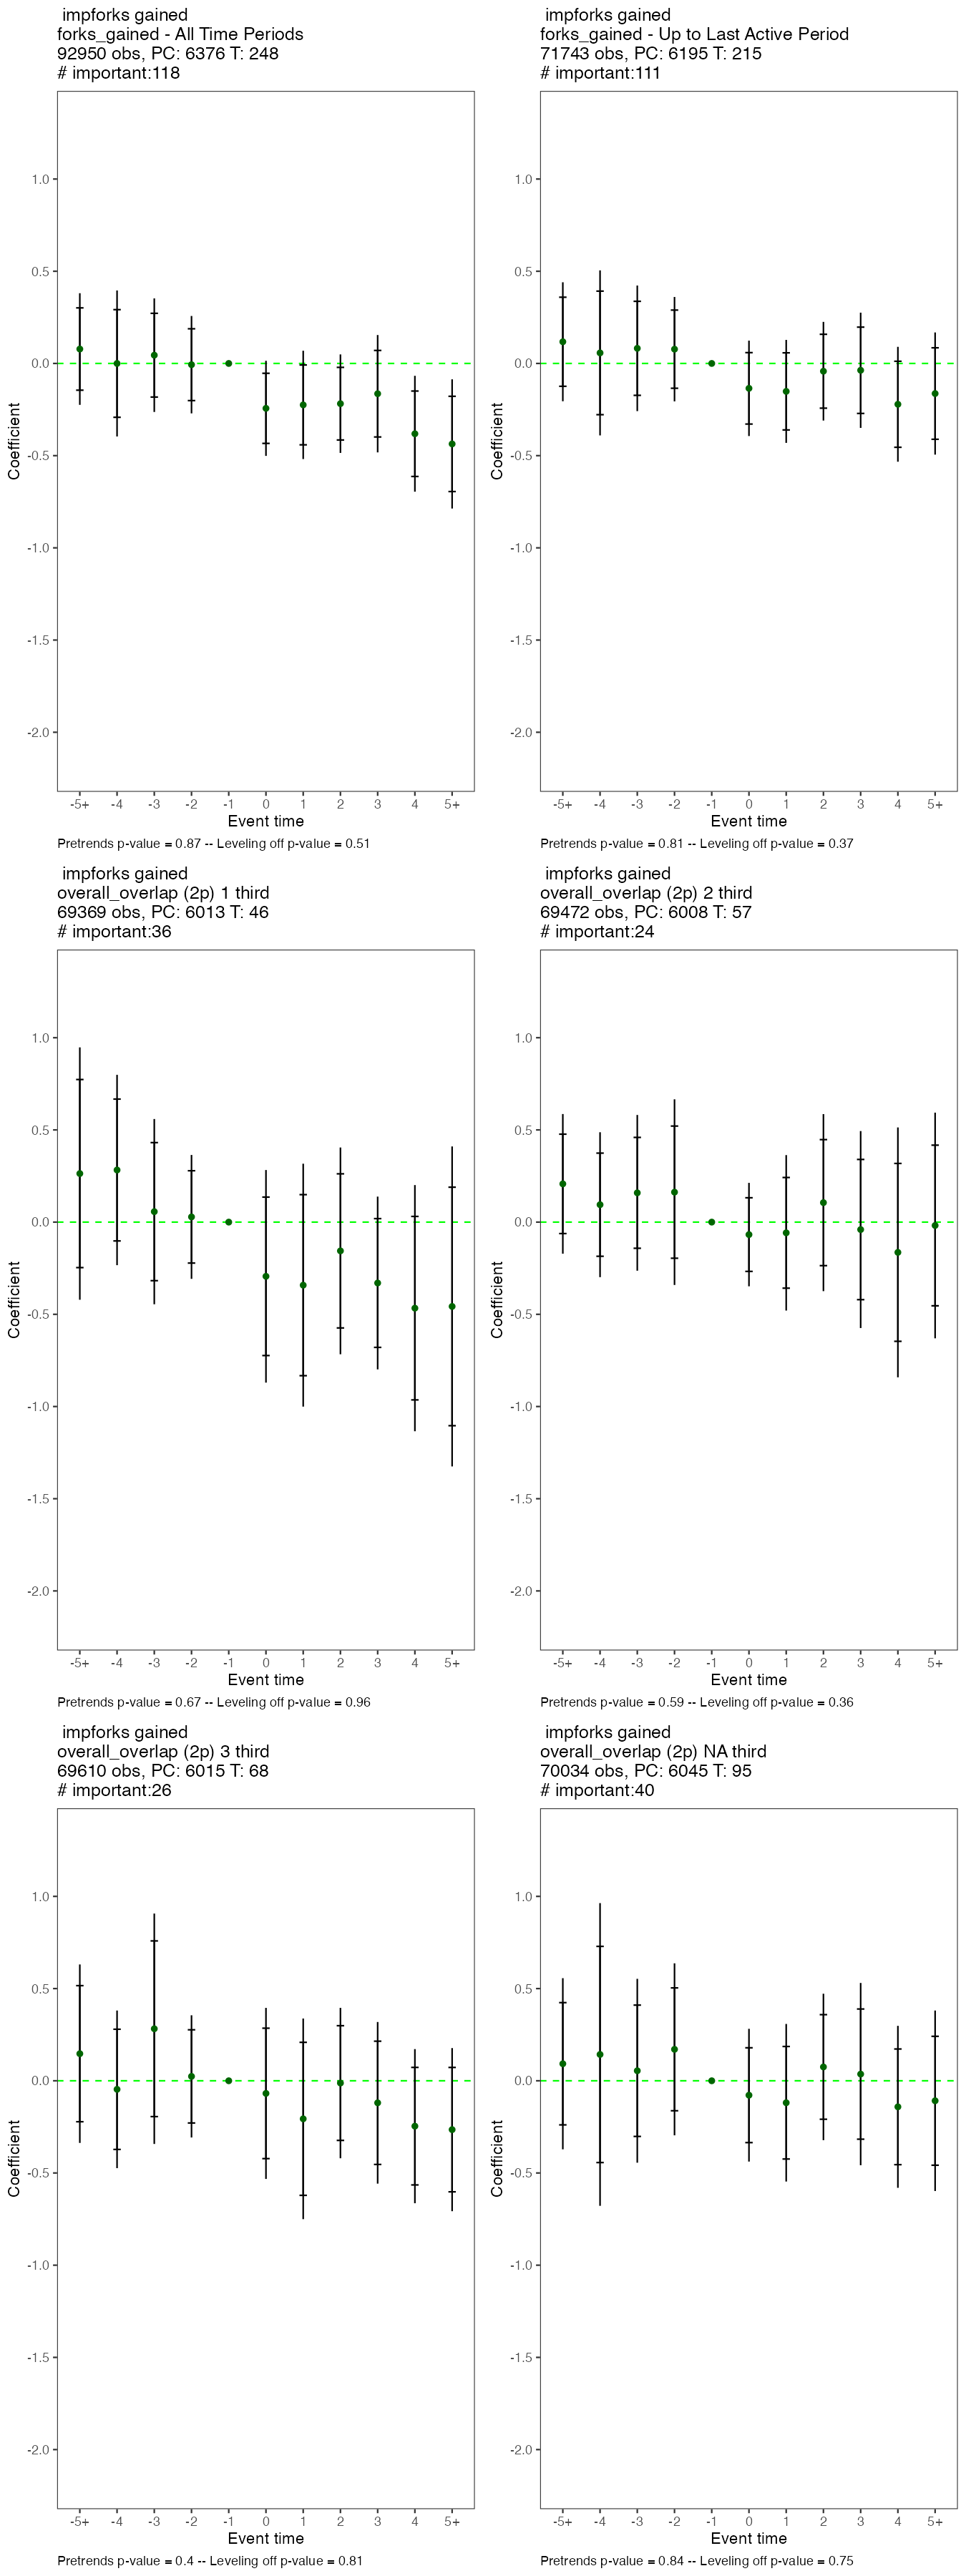 impforks gained
forks_gained - All Time Periods
92950 obs, PC: 6376 T: 248
# important:118
1.0
0.5
0.0
-0.5
-1.0
-1.5
-2.0
Coefficient
-5+ -4 -3 -2 -1 0 1 2 3 4 5+
Event time
Pretrends p-value = 0.87 -- Leveling off p-value = 0.51
impforks gained
forks_gained - Up to Last Active Period
71743 obs, PC: 6195 T: 215
# important:111
1.0
0.5
0.0
-0.5
-1.0
-1.5
-2.0
Coefficient
-5+ -4 -3 -2 -1 0 1 2 3 4 5+
Event time
Pretrends p-value = 0.81 -- Leveling off p-value = 0.37
impforks gained
overall_overlap (2p) 1 third
69369 obs, PC: 6013 T: 46
# important:36
1.0
0.5
0.0
-0.5
-1.0
-1.5
-2.0
Coefficient
-5+ -4 -3 -2 -1 0 1 2 3 4 5+
Event time
Pretrends p-value = 0.67 -- Leveling off p-value = 0.96
impforks gained
overall_overlap (2p) 2 third
69472 obs, PC: 6008 T: 57
# important:24
1.0
0.5
0.0
-0.5
-1.0
-1.5
-2.0
Coefficient
-5+ -4 -3 -2 -1 0 1 2 3 4 5+
Event time
Pretrends p-value = 0.59 -- Leveling off p-value = 0.36
impforks gained
overall_overlap (2p) 3 third
69610 obs, PC: 6015 T: 68
# important:26
1.0
0.5
0.0
-0.5
-1.0
-1.5
-2.0
Coefficient
-5+ -4 -3 -2 -1 0 1 2 3 4 5+
Event time
Pretrends p-value = 0.4 -- Leveling off p-value = 0.81
impforks gained
overall_overlap (2p) NA third
70034 obs, PC: 6045 T: 95
# important:40
1.0
0.5
0.0
-0.5
-1.0
-1.5
-2.0
Coefficient
-5+ -4 -3 -2 -1 0 1 2 3 4 5+
Event time
Pretrends p-value = 0.84 -- Leveling off p-value = 0.75